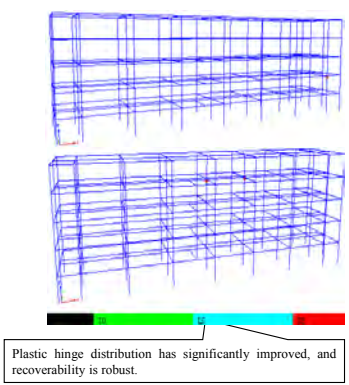 Plastic hinge distribution has significantly improved, and
recoverability is robust.